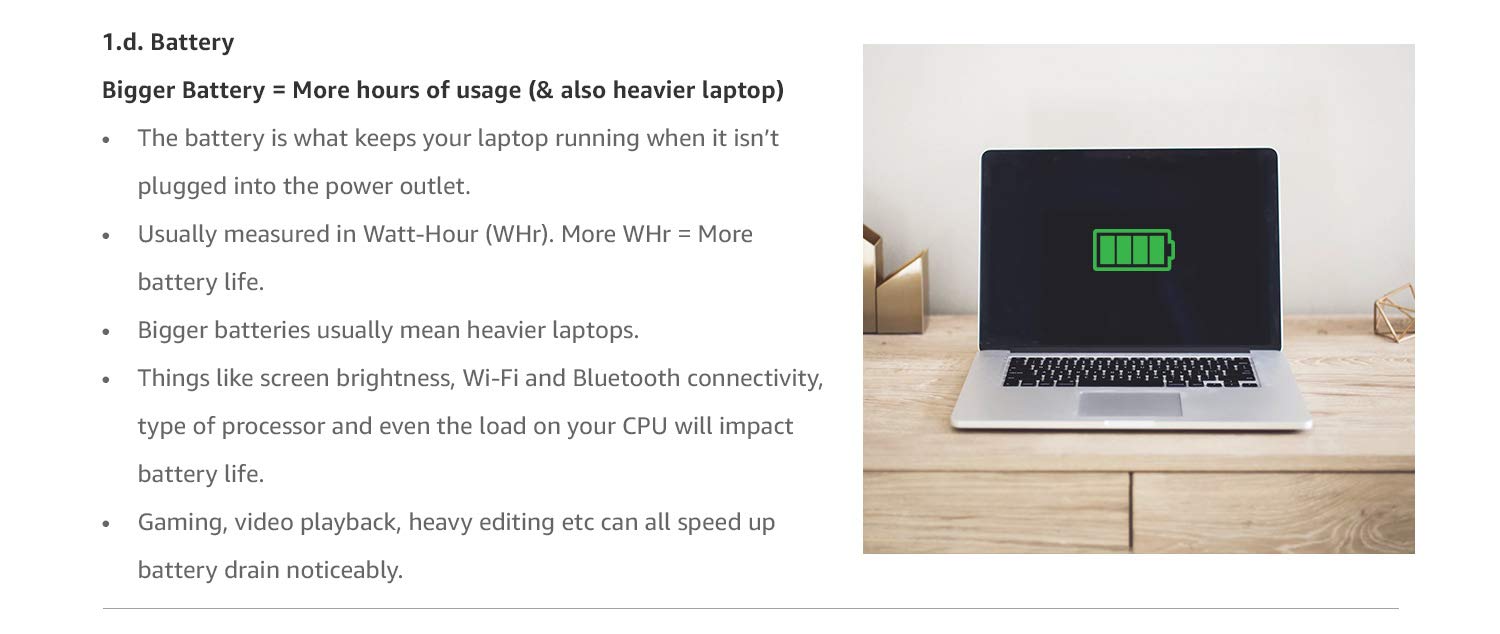 1.d. Battery
Bigger Battery = More hours of usage (& also heavier laptop)
• The battery is what keeps your laptop running when it isn’t
plugged into the power outlet.
• Usually measured in Watt-Hour (WHr). More WHr = More
battery life.
• Bigger batteries usually mean heavier laptops.
• Things like screen brightness, Wi-Fi and Bluetooth connectivity,
type of processor and even the load on your CPU will impact
battery life.
• Gaming, video playback, heavy editing etc can all speed up
battery drain noticeably.